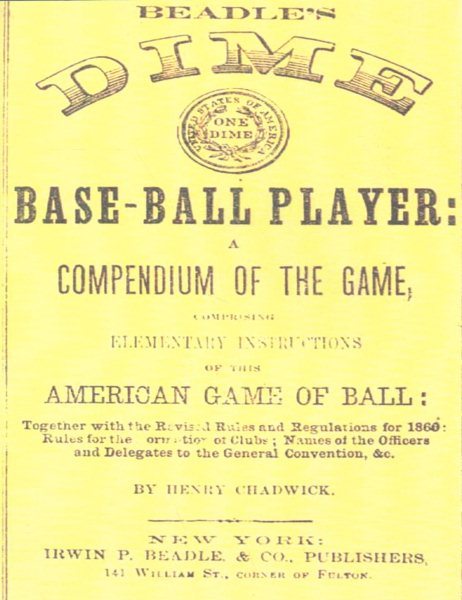 BEADLE'S
DIME
UNITED STATES OF AMERICA
ONE
DIME
BASE-BALL PLAYER:
A
COMPENDIUM OF THE GAME,
COMPRISING
ELEMENTARY INSTRUCTIONS
OF THIS
AMERICAN GAME OF BALL:
Together with the Revised Rules and Regulations for 1860:
Rules for the of Clubs; Names of the Officers
and Delegates to the General Convention, &c.
BY HENRY CHADWICK.
NEW YORK:
IRWIN P. BEADLE, & CO., PUBLISHERS,
141 WILLIAM ST., CORNER OF FULTON.